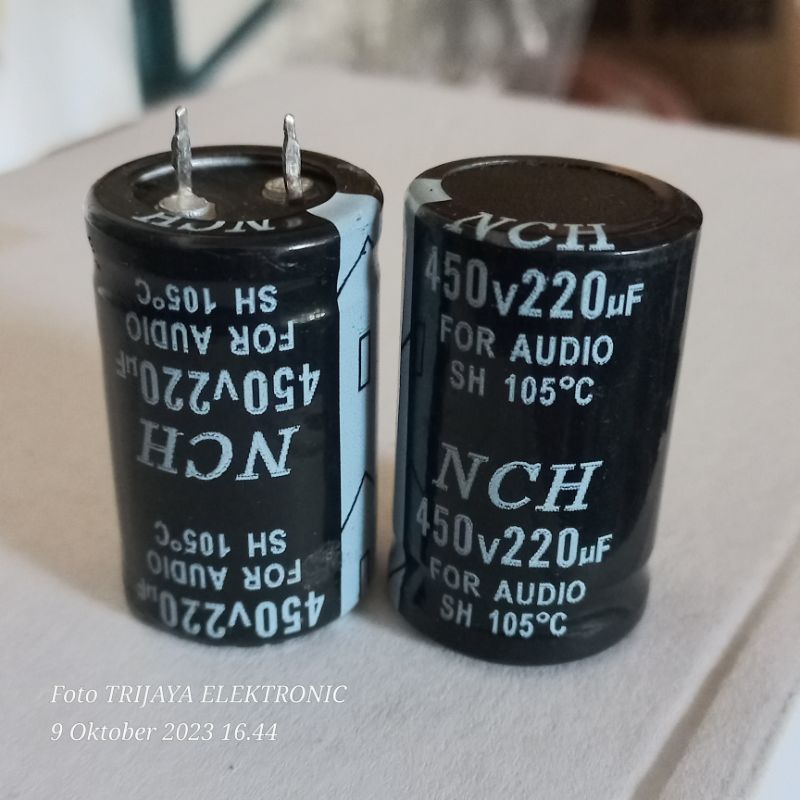 NCH
SH 105°C
FOR AUDIO
450V220µF
NCH
SH 105°C
FOR AUDIO
450V220µF
NCH
450V220µF
FOR AUDIO
SH 105°C
NCH
450V220µF
FOR AUDIO
SH 105°C
Foto TRIJAYA ELEKTRONIC
9 Oktober 2023 16.44